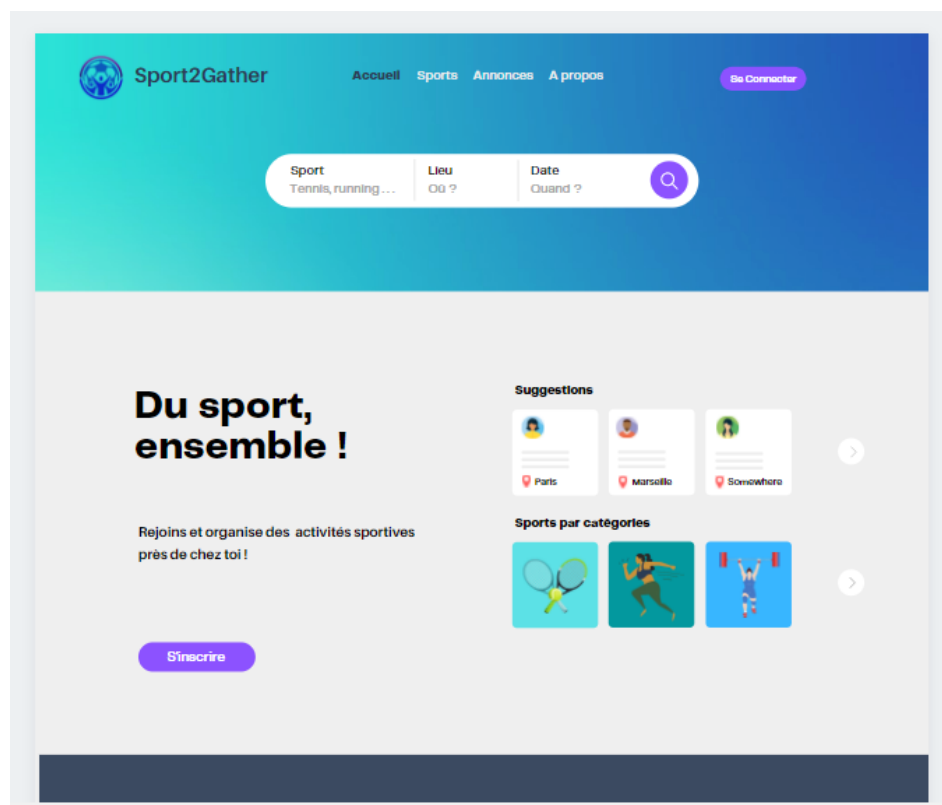 Sport2Gather
Accueil Sports Annonces A propos
Se Connecter
Sport Lieu Date
Tennis, running ... Où ? Quand ?
Du sport,
ensemble !
Rejoins et organise des activités sportives
près de chez toi !
S'inscrire
Suggestions
Paris Marseille Somewhere
Sports par catégories